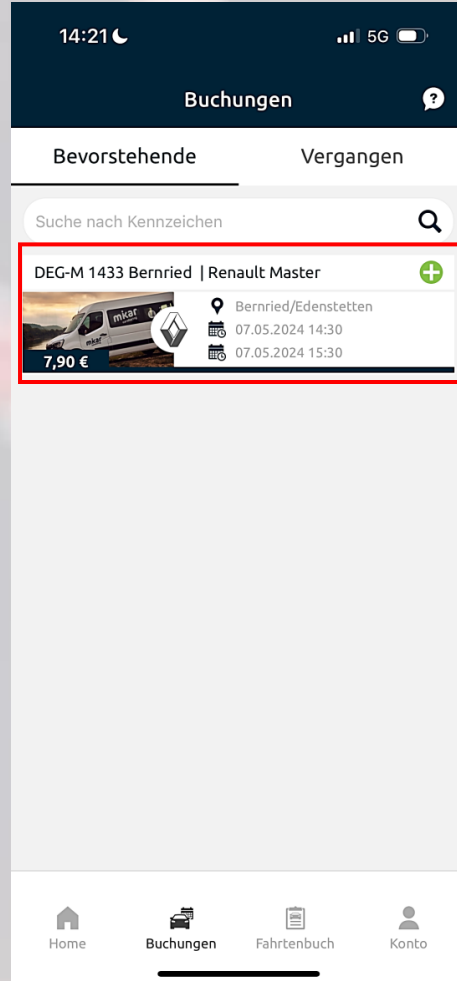 14:21 5G
Buchungen
Bevorstehende Vergangen
Suche nach Kennzeichen
DEG-M 1433 Bernried | Renault Master
mkar
mkar
Bernried/Edenstetten
07.05.2024 14:30
07.05.2024 15:30
7,90 €
Home Buchungen Fahrtenbuch Konto